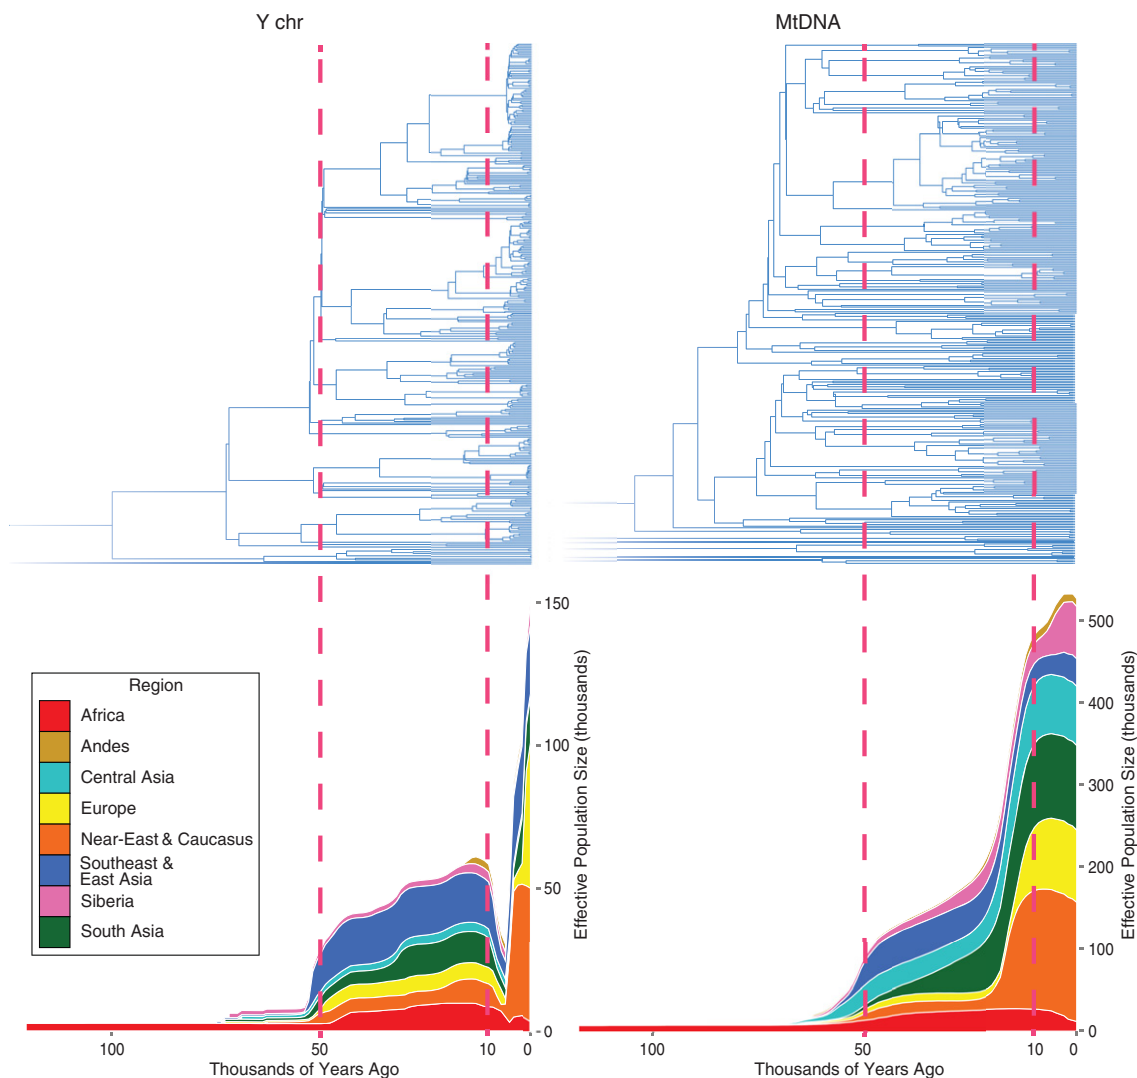 Y chr
MtDNA
150
100
50
0
Effective Population Size (thousands)
500
400
300
200
100
0
Effective Population Size (thousands)
Region
Africa
Andes
Central Asia
Europe
Near-East & Caucasus
Southeast &
East Asia
Siberia
South Asia
100
50
10
0
Thousands of Years Ago
100
50
10
0
Thousands of Years Ago